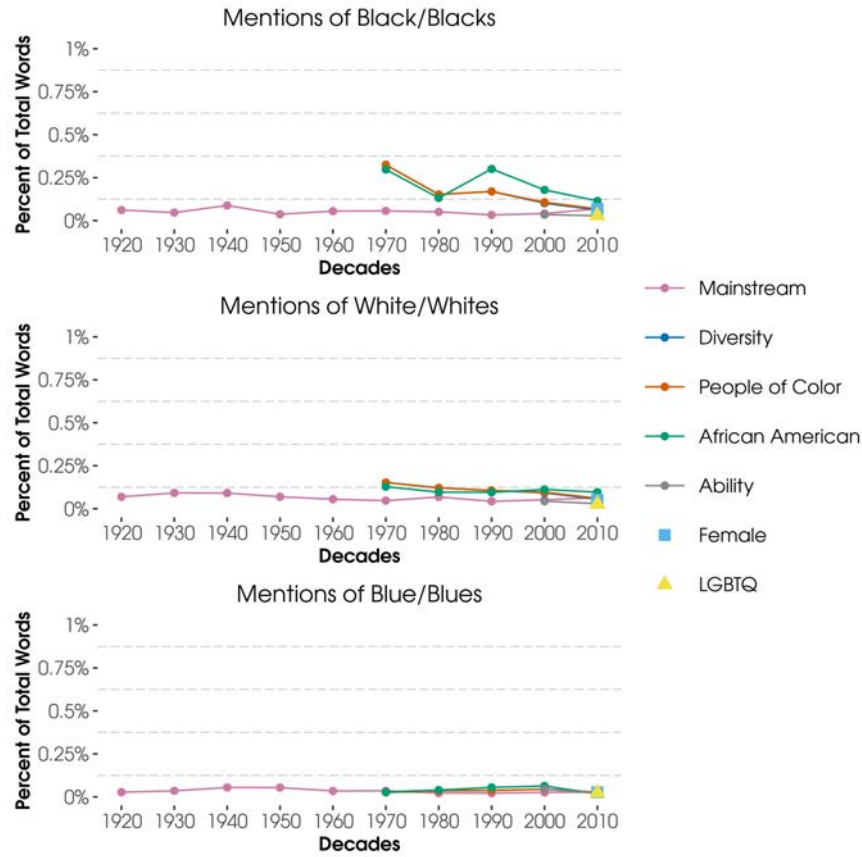 Mentions of Black/Blacks
Percent of Total Words
1%
0.75%
0.5%
0.25%
0%
1920 1930 1940 1950 1960 1970 1980 1990 2000 2010
Decades
Mentions of White/Whites
Percent of Total Words
1%
0.75%
0.5%
0.25%
0%
1920 1930 1940 1950 1960 1970 1980 1990 2000 2010
Decades
Mentions of Blue/Blues
Percent of Total Words
1%
0.75%
0.5%
0.25%
0%
1920 1930 1940 1950 1960 1970 1980 1990 2000 2010
Decades
Mainstream
Diversity
People of Color
African American
Ability
Female
LGBTQ